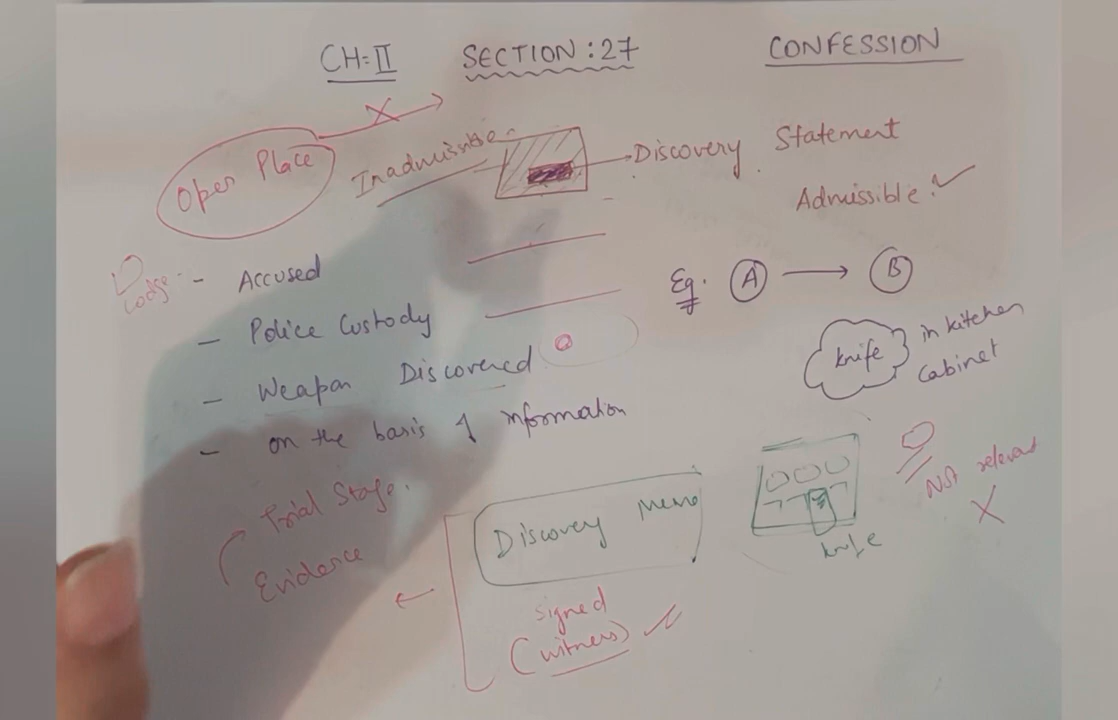 CH=II SECTION:27 CONFESSION
Open Place
Inadmissible
Discovery Statement
Admissible.
- Accused
- Police Custody
- Weapon Discovered
- on the basis of information
Eg. A → B
knife
in kitchen
cabinet
knife
Not relevant
Trial Stage.
Evidence
Discovery Memo
signed
(witness)